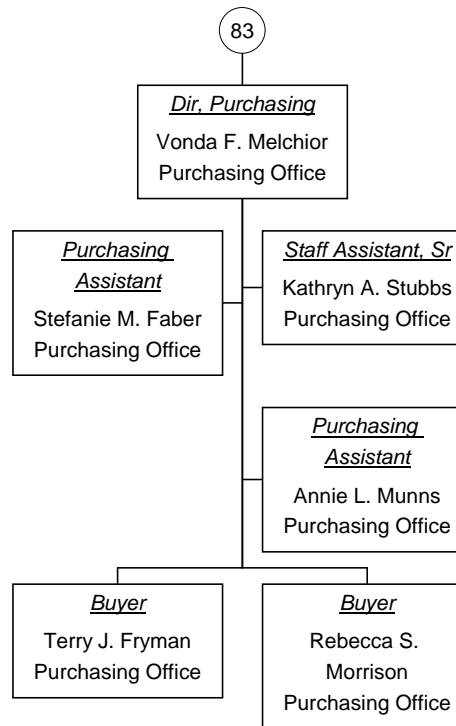 83
Dir, Purchasing
Vonda F. Melchior
Purchasing Office
Purchasing
Assistant
Stefanie M. Faber
Purchasing Office
Staff Assistant, Sr
Kathryn A. Stubbs
Purchasing Office
Purchasing
Assistant
Annie L. Munns
Purchasing Office
Buyer
Terry J. Fryman
Purchasing Office
Buyer
Rebecca S.
Morrison
Purchasing Office